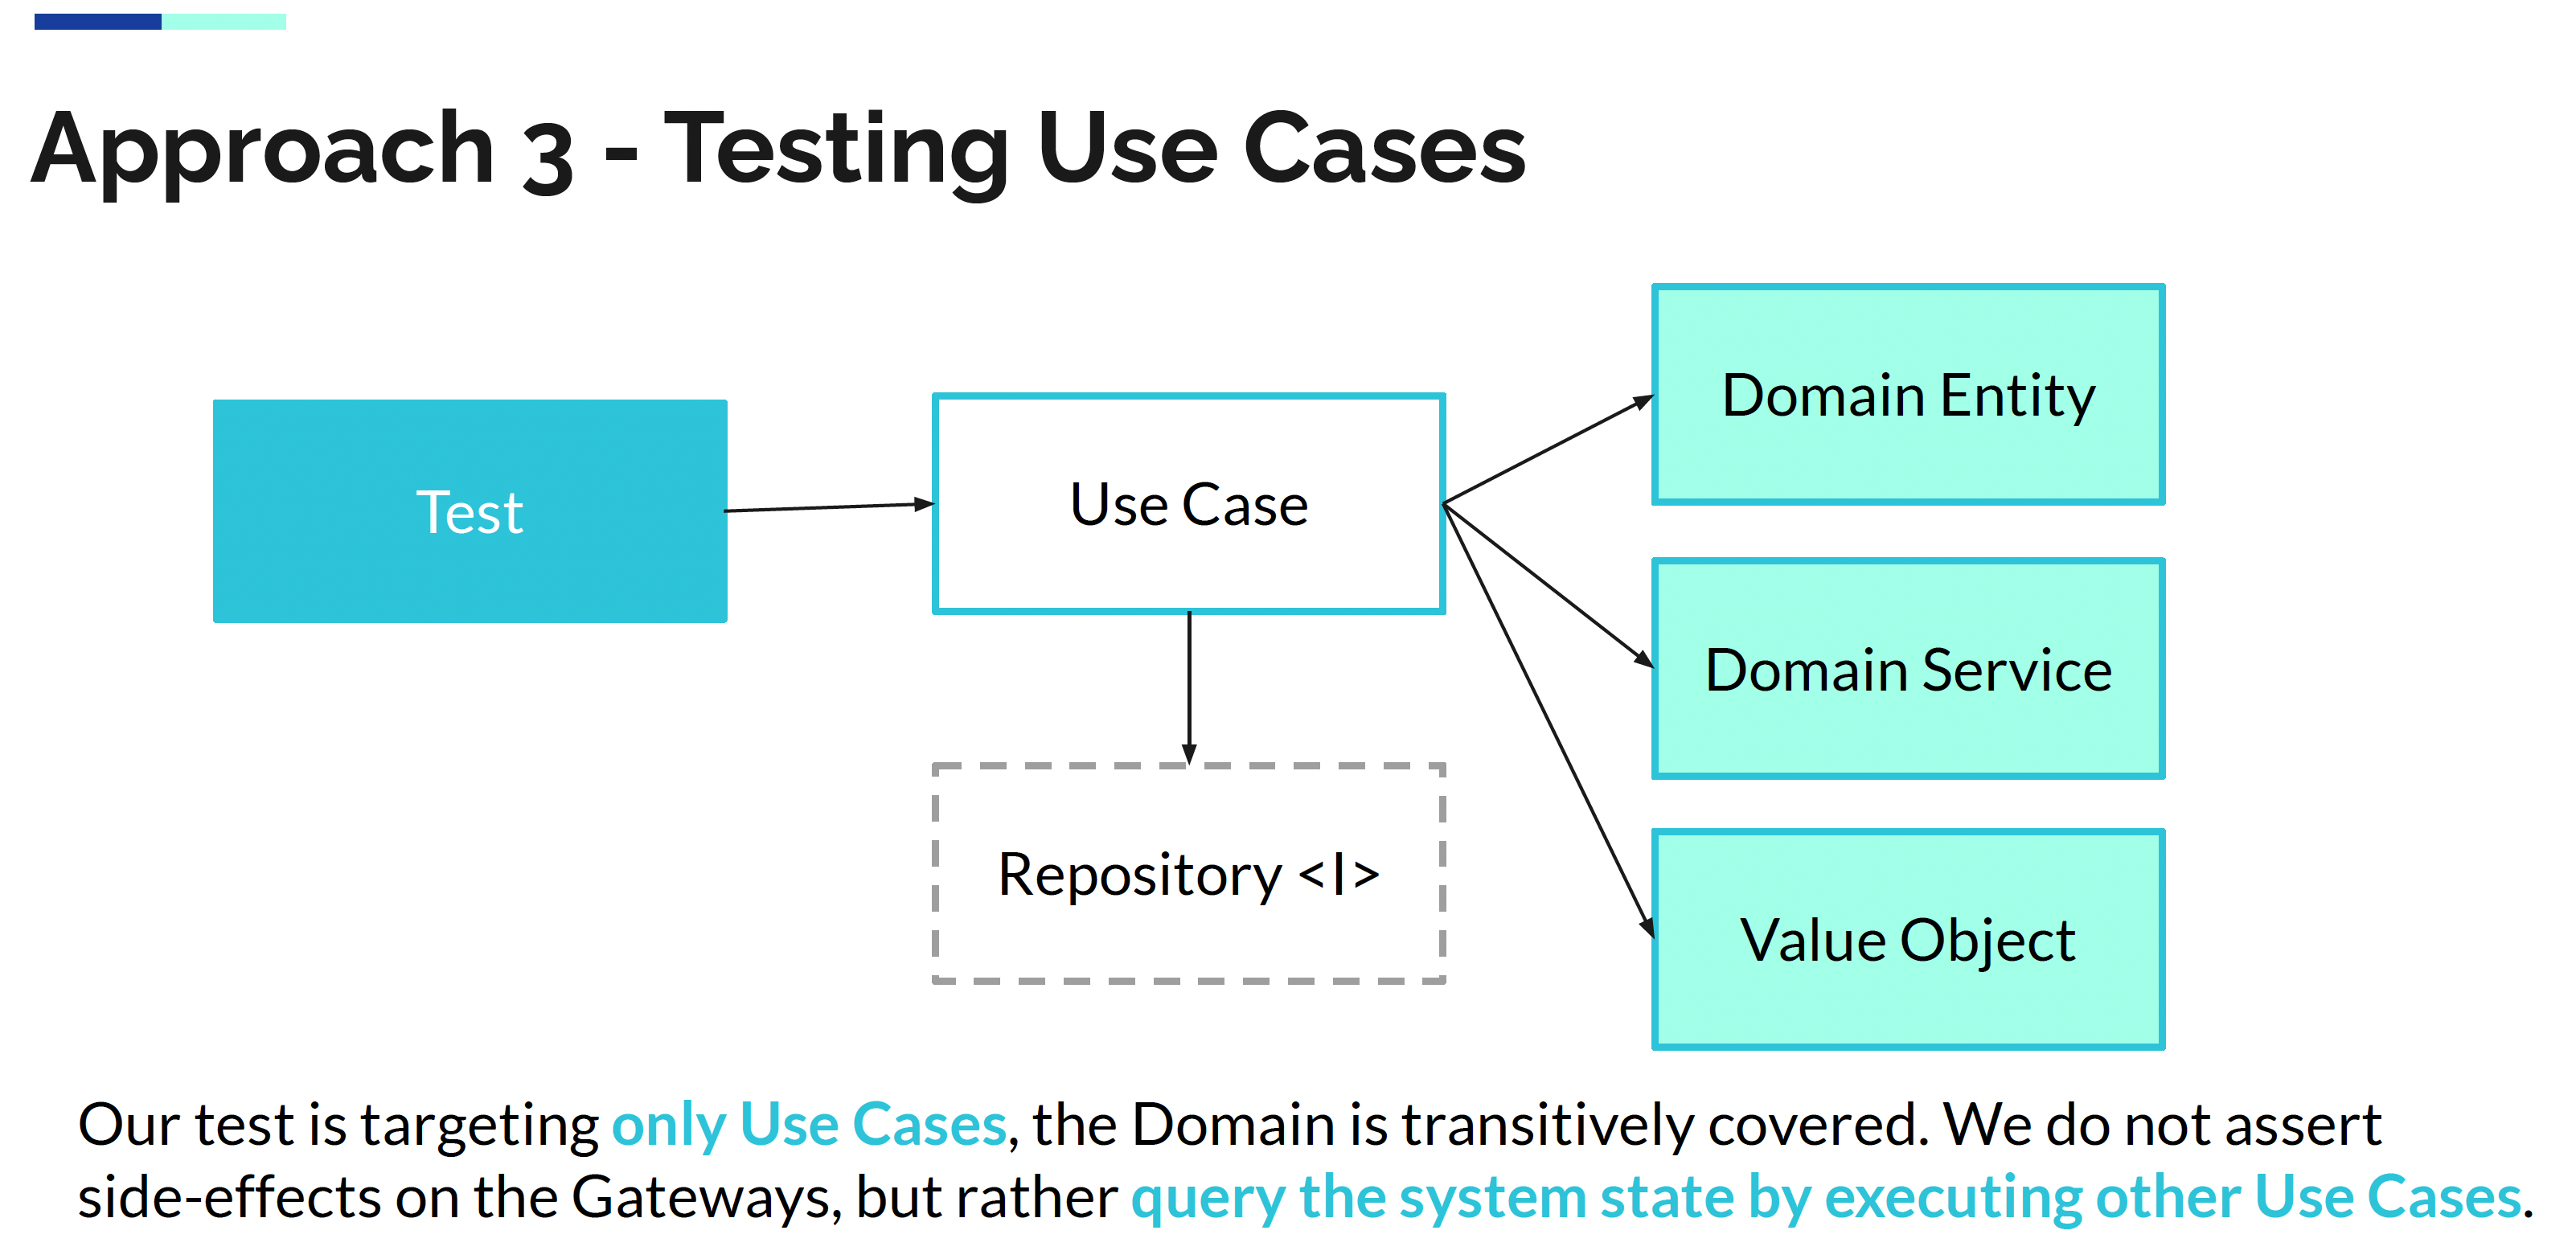 Approach 3 - Testing Use Cases
Domain Entity
Test
Use Case
Domain Service
Repository <I>
Value Object
Our test is targeting only Use Cases, the Domain is transitively covered. We do not assert
side-effects on the Gateways, but rather query the system state by executing other Use Cases.